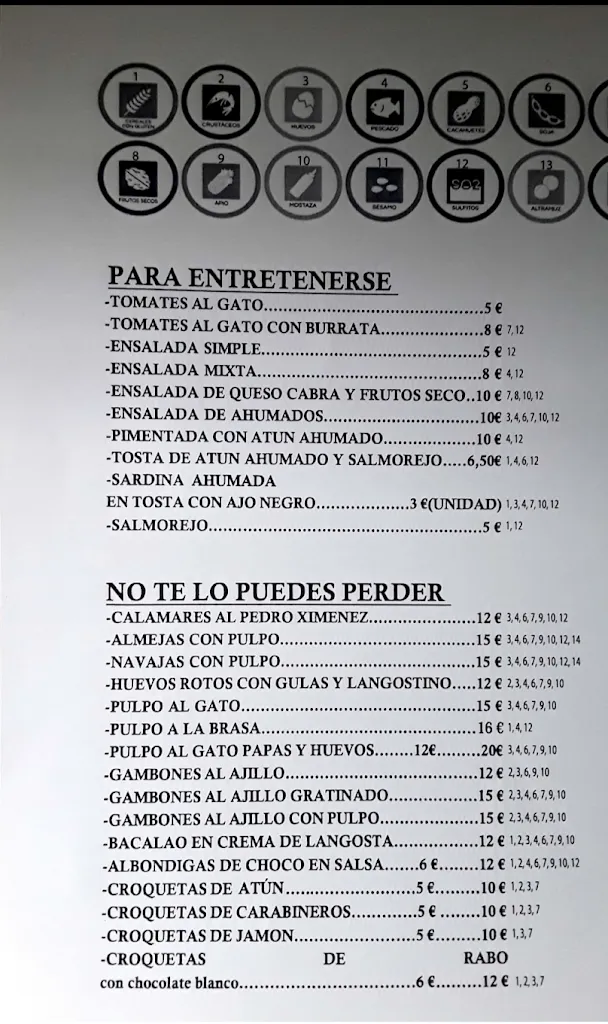 1 2 3 4 5 6
CEREALES CON GLUTEN CRUSTÁCEOS HUEVOS PESCADO CACAHUETES SOJA
8 9 10 11 12 13
FRUTOS SECOS APIO MOSTAZA SÉSAMO SULFITOS ALTRAMUZ
PARA ENTRETENERSE
-TOMATES AL GATO..............................................5 €
-TOMATES AL GATO CON BURRATA.....................8 € 7,12
-ENSALADA SIMPLE..............................................5 € 12
-ENSALADA MIXTA...............................................8 € 4,12
-ENSALADA DE QUESO CABRA Y FRUTOS SECO..10 € 7,8,10,12
-ENSALADA DE AHUMADOS.................................10€ 3,4,6,7,10,12
-PIMENTADA CON ATUN AHUMADO...................10 € 4,12
-TOSTA DE ATUN AHUMADO Y SALMOREJO.....6,50€ 1,4,6,12
-SARDINA AHUMADA
EN TOSTA CON AJO NEGRO...................3 €(UNIDAD) 1,3,4,7,10,12
-SALMOREJO.........................................................5 € 1,12
NO TE LO PUEDES PERDER
-CALAMARES AL PEDRO XIMENEZ......................12 € 3,4,6,7,9,10,12
-ALMEJAS CON PULPO.........................................15 € 3,4,6,7,9,10,12,14
-NAVAJAS CON PULPO.........................................15 € 3,4,6,7,9,10,12,14
-HUEVOS ROTOS CON GULAS Y LANGOSTINO.....12 € 2,3,4,6,7,9,10
-PULPO AL GATO.................................................15 € 3,4,6,7,9,10
-PULPO A LA BRASA.............................................16 € 1,4,12
-PULPO AL GATO PAPAS Y HUEVOS........12€........20€ 3,4,6,7,9,10
-GAMBONES AL AJILLO........................................12 € 2,3,6,9,10
-GAMBONES AL AJILLO GRATINADO..................15 € 2,3,4,6,7,9,10
-GAMBONES AL AJILLO CON PULPO....................15 € 2,3,4,6,7,9,10
-BACALAO EN CREMA DE LANGOSTA.................12 € 1,2,3,4,6,7,9,10
-ALBONDIGAS DE CHOCO EN SALSA.......6 €........12 € 1,2,4,6,7,9,10,12
-CROQUETAS DE ATÚN...........................5 €.........10 € 1,2,3,7
-CROQUETAS DE CARABINEROS..............5 € ........10 € 1,2,3,7
-CROQUETAS DE JAMON.........................5 €.........10 € 1,3,7
-CROQUETAS DE RABO
con chocolate blanco.....................................6 €.........12 € 1,2,3,7